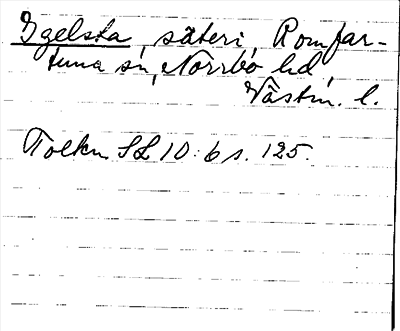 Igelsta, säteri, Romfar-
tuna sn, Norrbo hd,
Västm. l.
Tolkn. SL 10:6 s. 125.